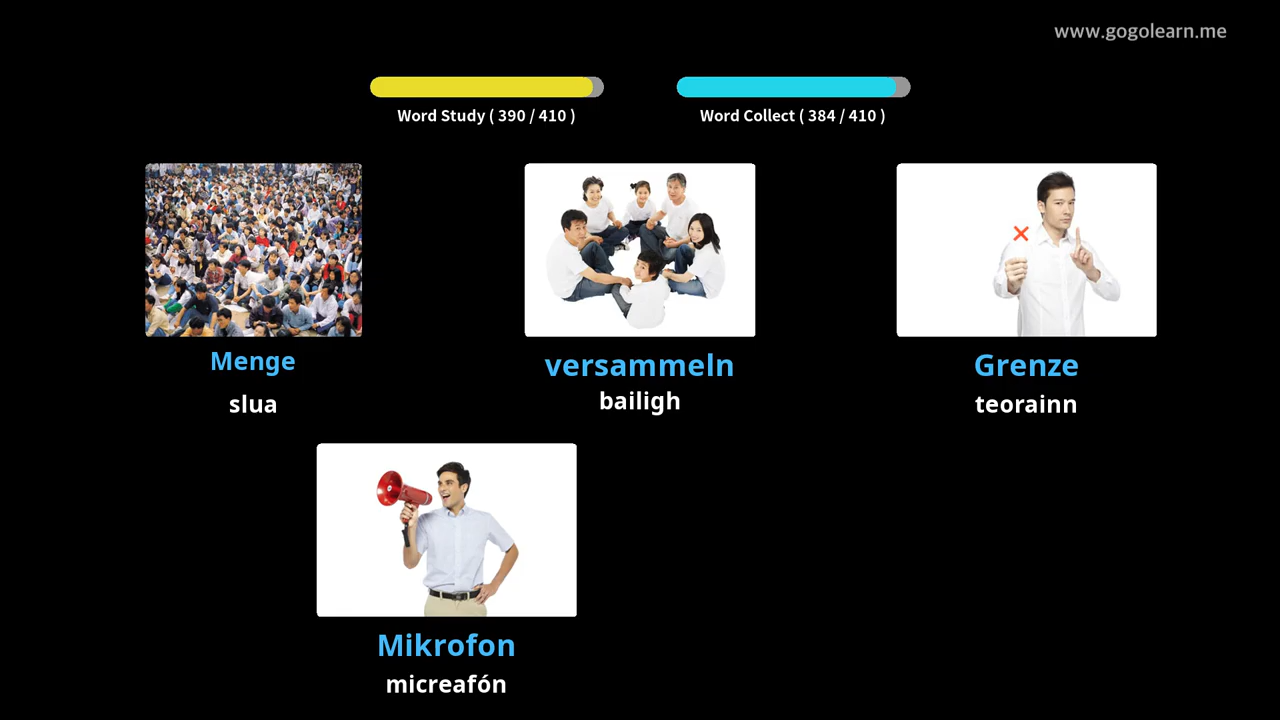 www.gogolearn.me
Word Study ( 390 / 410 )
Word Collect ( 384 / 410 )
Menge
slua
versammeln
bailigh
Grenze
teorainn
Mikrofon
micreafón